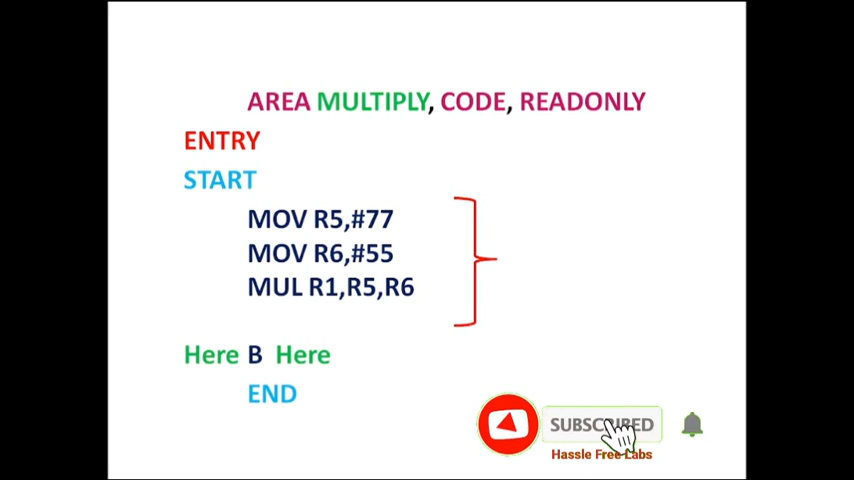 AREA MULTIPLY, CODE, READONLY
ENTRY
START
MOV R5,#77
MOV R6,#55
MUL R1,R5,R6
Here B Here
END
SUBSCRIBED
Hassle Free Labs